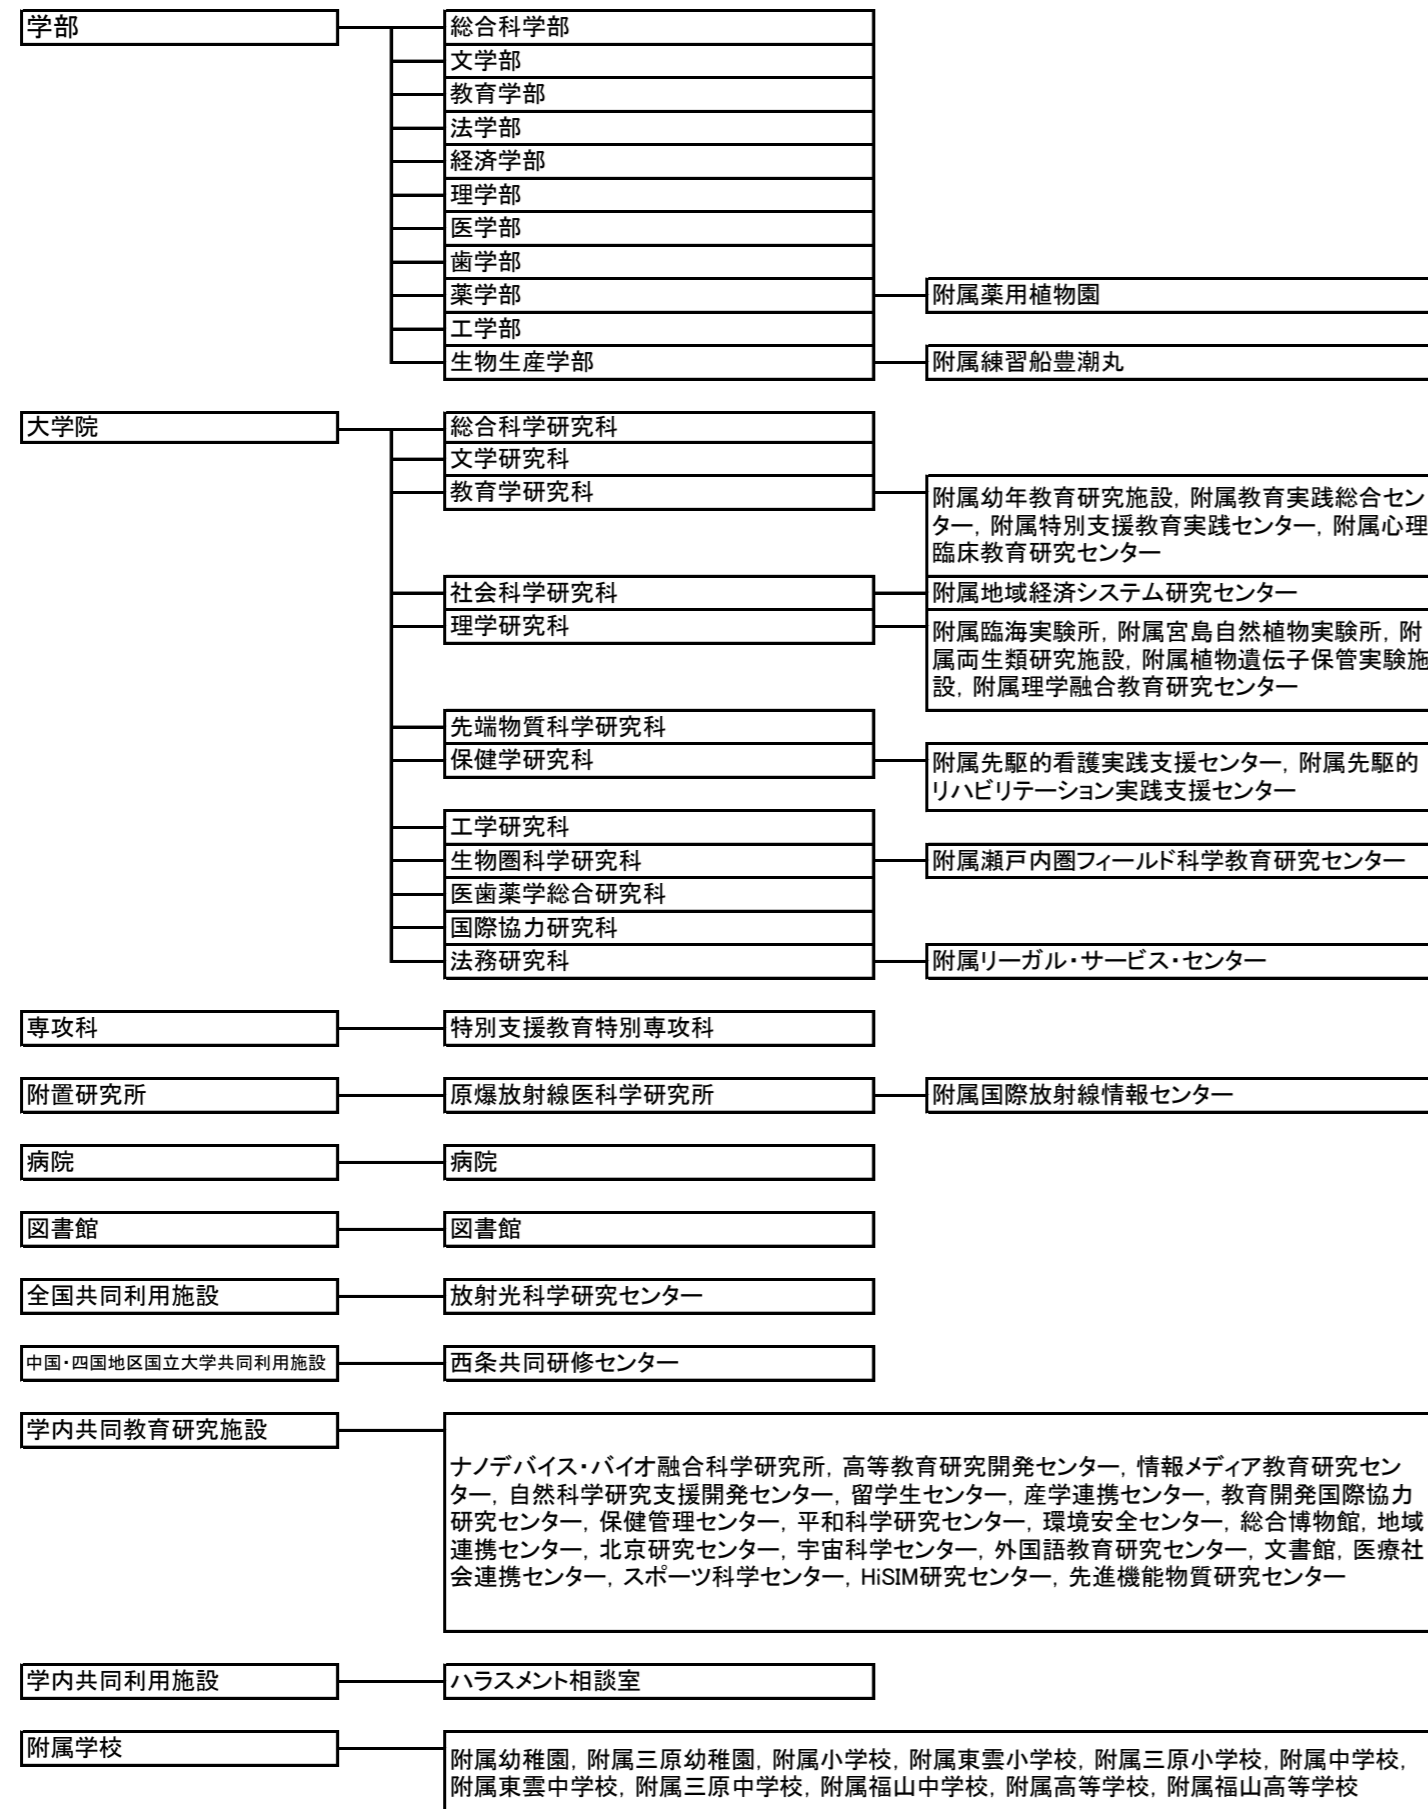 学部
総合科学部
文学部
教育学部
法学部
経済学部
理学部
医学部
歯学部
薬学部
附属薬用植物園
工学部
生物生産学部
附属練習船豊潮丸
大学院
総合科学研究科
文学研究科
教育学研究科
附属幼年教育研究施設, 附属教育実践総合セン
ター, 附属特別支援教育実践センター, 附属心理
臨床教育研究センター
社会科学研究科
附属地域経済システム研究センター
理学研究科
附属臨海実験所, 附属宮島自然植物実験所, 附
属両生類研究施設, 附属植物遺伝子保管実験施
設, 附属理学融合教育研究センター
先端物質科学研究科
保健学研究科
附属先駆的看護実践支援センター, 附属先駆的
リハビリテーション実践支援センター
工学研究科
生物圏科学研究科
附属瀬戸内圏フィールド科学教育研究センター
医歯薬学総合研究科
国際協力研究科
法務研究科
附属リーガル・サービス・センター
専攻科
特別支援教育特別専攻科
附置研究所
原爆放射線医科学研究所
附属国際放射線情報センター
病院
病院
図書館
図書館
全国共同利用施設
放射光科学研究センター
中国・四国地区国立大学共同利用施設
西条共同研修センター
学内共同教育研究施設
ナノデバイス・バイオ融合科学研究所, 高等教育研究開発センター, 情報メディア教育研究セン
ター, 自然科学研究支援開発センター, 留学生センター, 産学連携センター, 教育開発国際協力
研究センター, 保健管理センター, 平和科学研究センター, 環境安全センター, 総合博物館, 地域
連携センター, 北京研究センター, 宇宙科学センター, 外国語教育研究センター, 文書館, 医療社
会連携センター, スポーツ科学センター, HiSIM研究センター, 先進機能物質研究センター
学内共同利用施設
ハラスメント相談室
附属学校
附属幼稚園, 附属三原幼稚園, 附属小学校, 附属東雲小学校, 附属三原小学校, 附属中学校,
附属東雲中学校, 附属三原中学校, 附属福山中学校, 附属高等学校, 附属福山高等学校